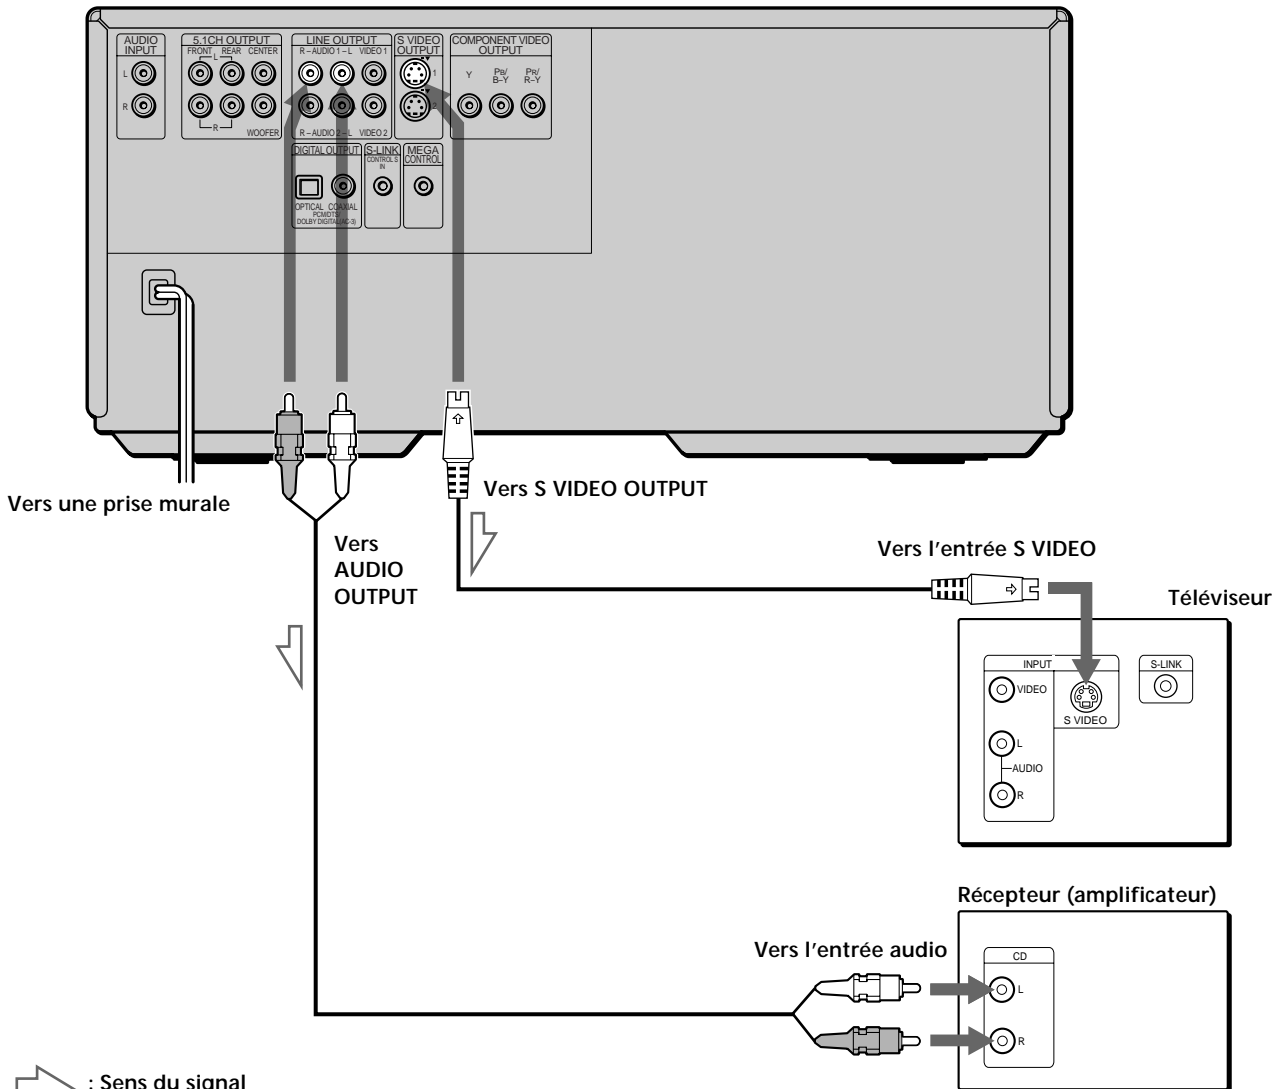 AUDIO INPUT
L
R
5.1CH OUTPUT
FRONT REAR CENTER
L
R
WOOFER
LINE OUTPUT
R – AUDIO 1 – L VIDEO 1
R – AUDIO 2 – L VIDEO 2
S VIDEO OUTPUT
1
2
COMPONENT VIDEO OUTPUT
Y
PB/ B–Y
PR/ R–Y
DIGITAL OUTPUT
OPTICAL COAXIAL
PCM/DTS/
DOLBY DIGITAL(AC-3)
S-LINK
CONTROL S
IN
MEGA CONTROL
Vers une prise murale
Vers S VIDEO OUTPUT
Vers
AUDIO
OUTPUT
Vers l'entrée S VIDEO
Téléviseur
INPUT
VIDEO
S VIDEO
L
AUDIO
R
S-LINK
Récepteur (amplificateur)
Vers l'entrée audio
CD
L
R
: Sens du signal